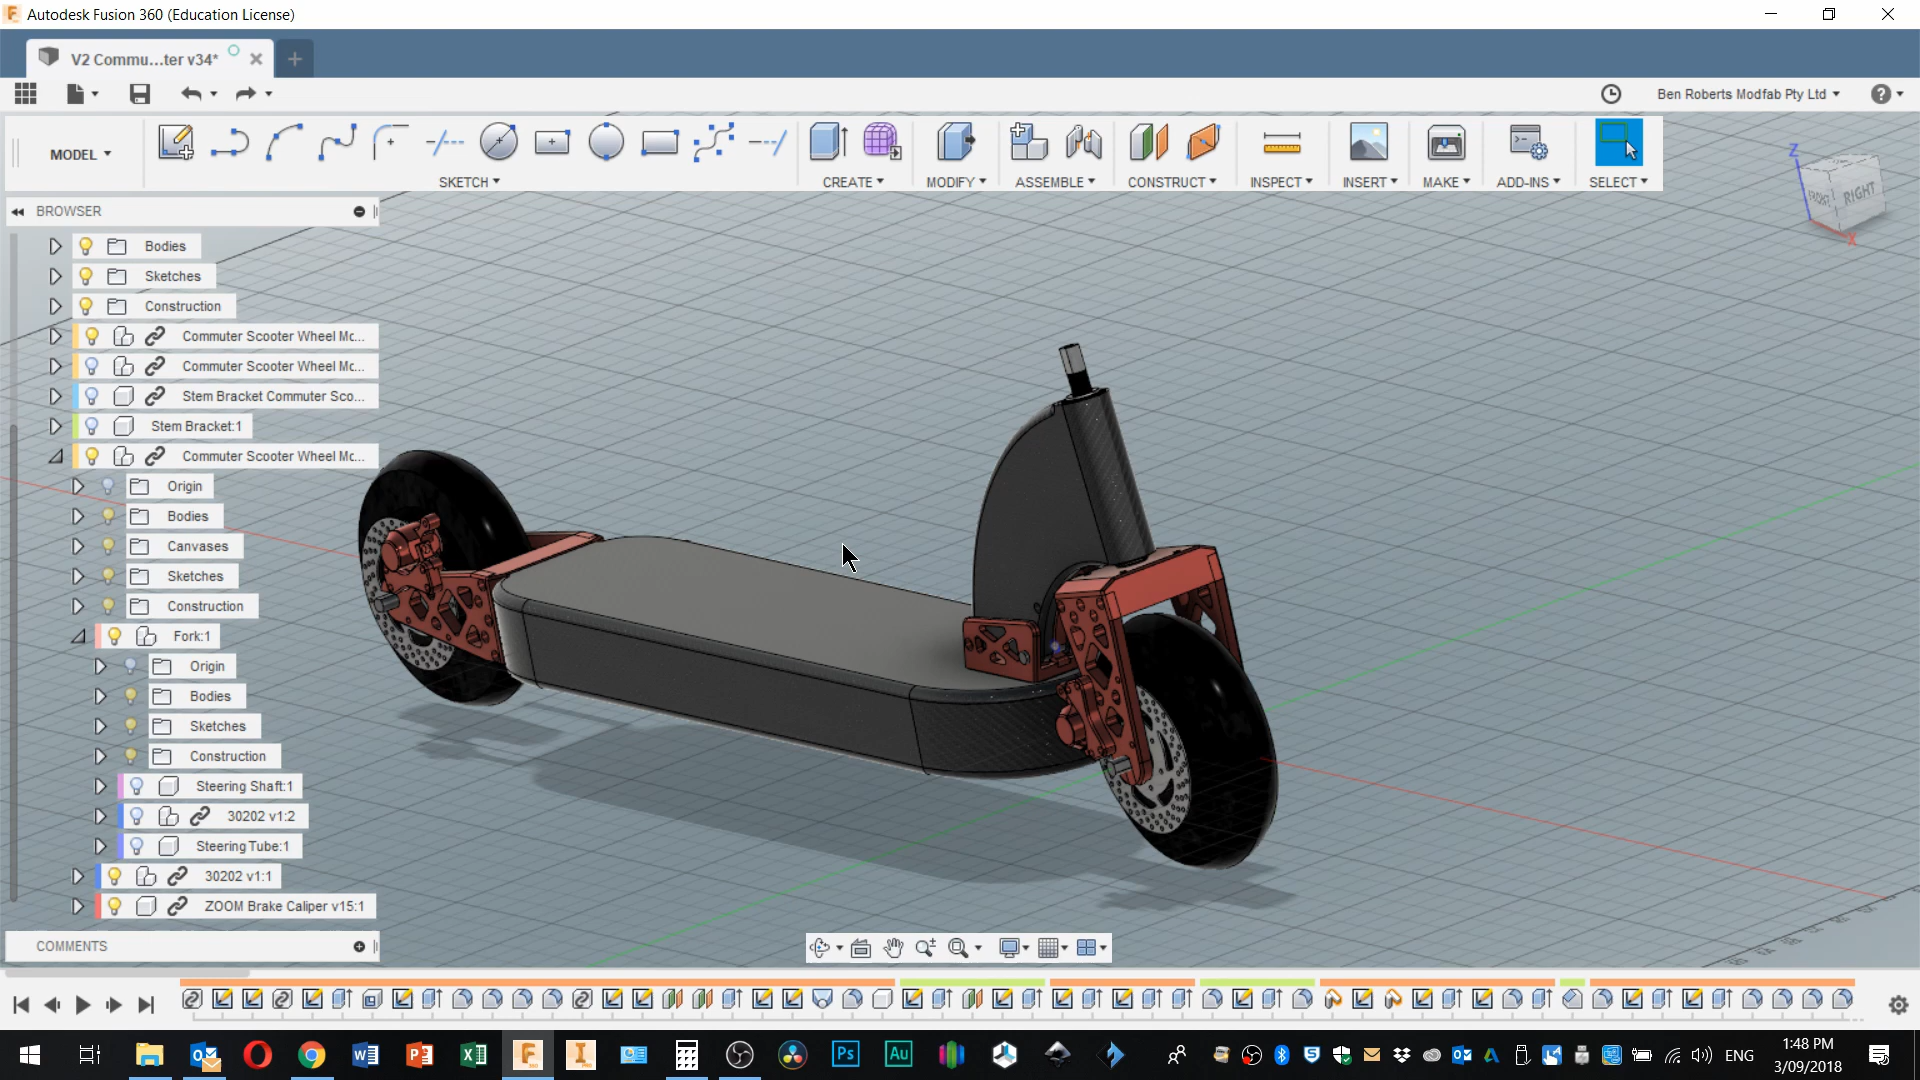 Autodesk Fusion 360 (Education License)
V2 Commu...ter v34*
Ben Roberts Modfab Pty Ltd
MODEL
SKETCH
CREATE
MODIFY
ASSEMBLE
CONSTRUCT
INSPECT
INSERT
MAKE
ADD-INS
SELECT
Z
FRONT
RIGHT
X
BROWSER
Bodies
Sketches
Construction
Commuter Scooter Wheel Mc...
Commuter Scooter Wheel Mc...
Stem Bracket Commuter Sco...
Stem Bracket:1
Commuter Scooter Wheel Mc...
Origin
Bodies
Canvases
Sketches
Construction
Fork:1
Origin
Bodies
Sketches
Construction
Steering Shaft:1
30202 v1:2
Steering Tube:1
30202 v1:1
ZOOM Brake Caliper v15:1
COMMENTS
Ps
Au
ENG
1:48 PM
3/09/2018